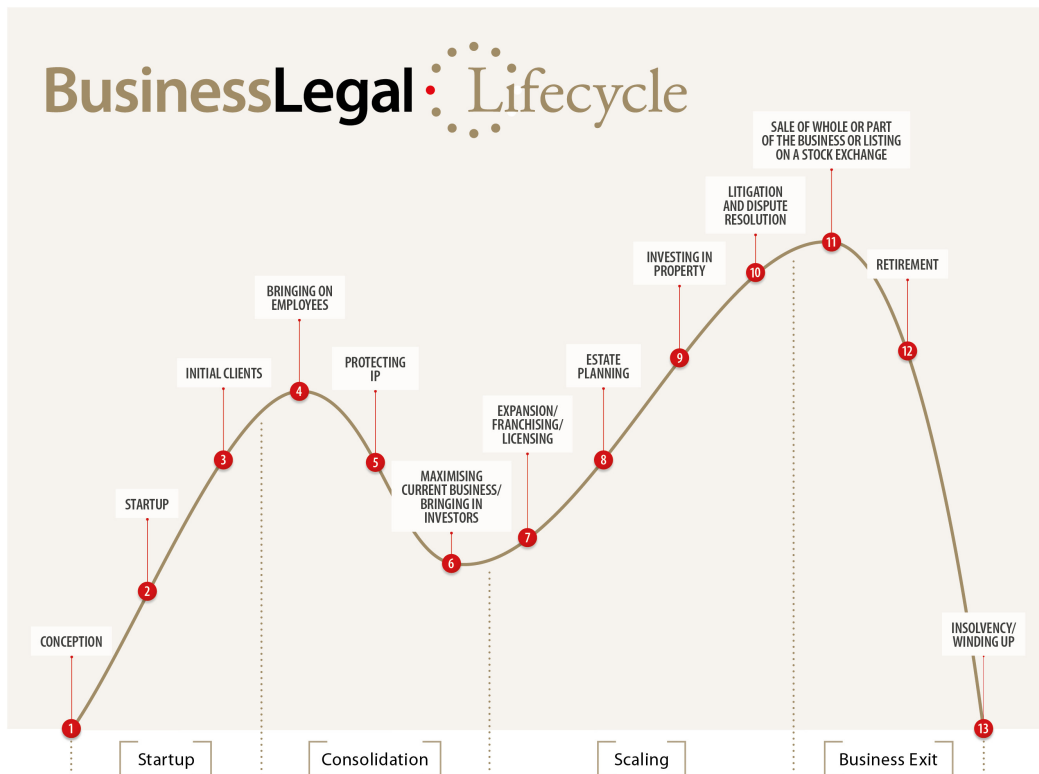 BusinessLegal Lifecycle
CONCEPTION
1
STARTUP
2
INITIAL CLIENTS
3
BRINGING ON
EMPLOYEES
4
PROTECTING
IP
5
MAXIMISING
CURRENT BUSINESS/
BRINGING IN
INVESTORS
6
EXPANSION/
FRANCHISING/
LICENSING
7
ESTATE
PLANNING
8
INVESTING IN
PROPERTY
9
LITIGATION
AND DISPUTE
RESOLUTION
10
SALE OF WHOLE OR PART
OF THE BUSINESS OR LISTING
ON A STOCK EXCHANGE
11
RETIREMENT
12
INSOLVENCY/
WINDING UP
13
Startup
Consolidation
Scaling
Business Exit